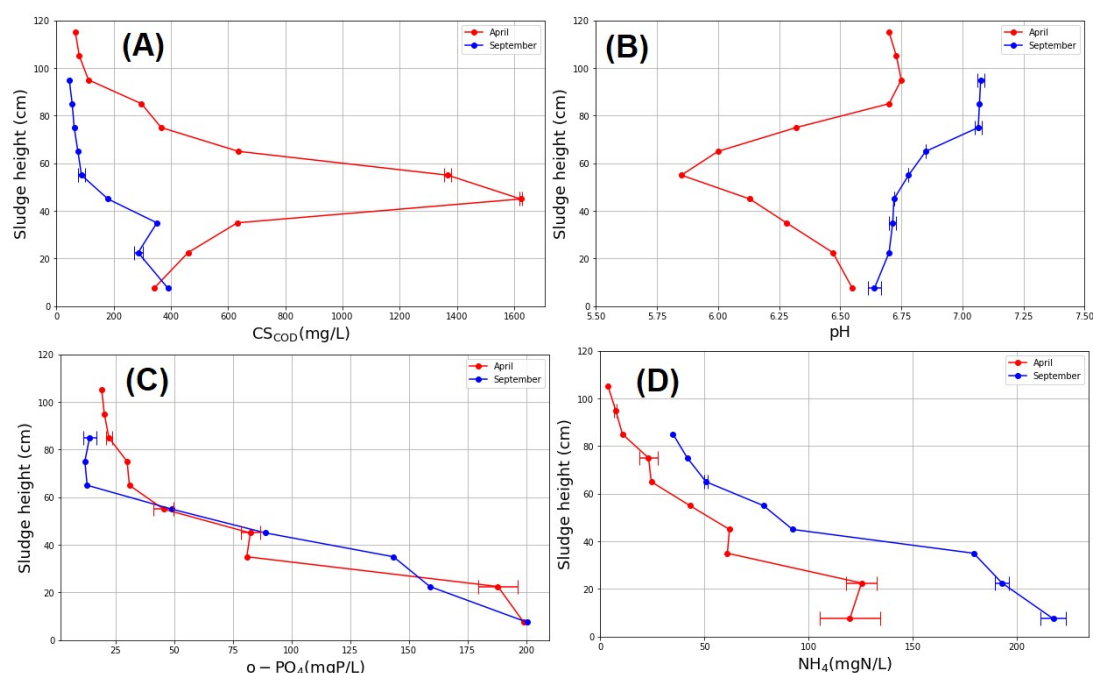 (A)
April
September
Sludge height (cm)
120
100
80
60
40
20
0
0 200 400 600 800 1000 1200 1400 1600
CS_COD(mg/L)
(B)
April
September
Sludge height (cm)
120
100
80
60
40
20
0
5.50 5.75 6.00 6.25 6.50 6.75 7.00 7.25 7.50
pH
(C)
April
September
Sludge height (cm)
120
100
80
60
40
20
0
25 50 75 100 125 150 175 200
o − PO₄(mgP/L)
(D)
April
September
Sludge height (cm)
120
100
80
60
40
20
0
0 50 100 150 200
NH₄(mgN/L)